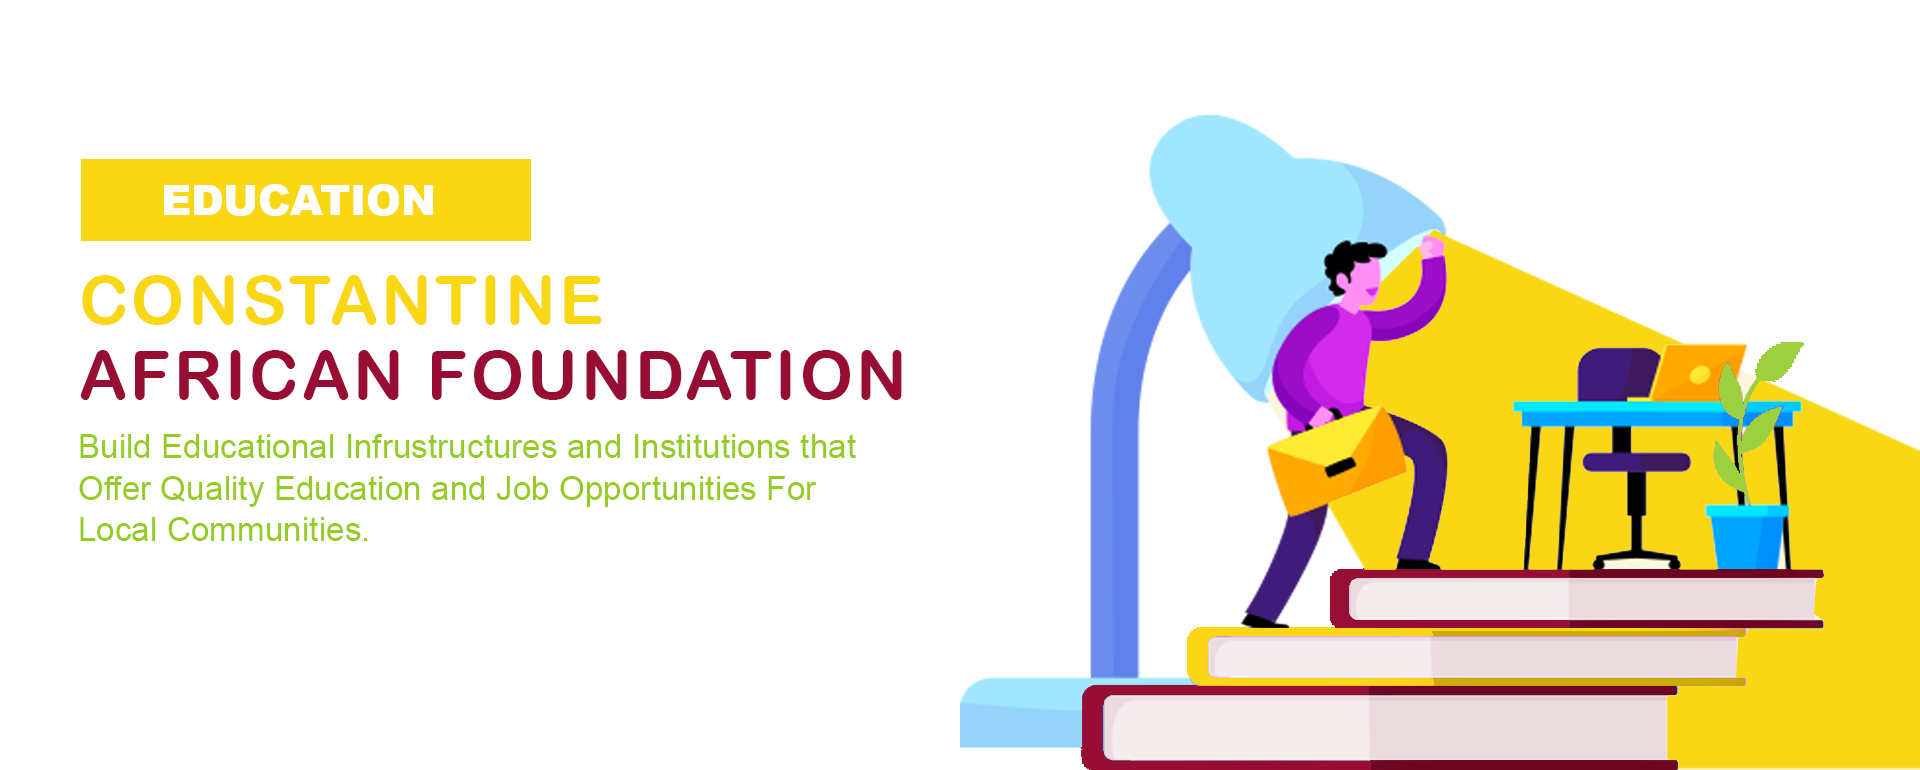 EDUCATION
CONSTANTINE
AFRICAN FOUNDATION
Build Educational Infrustructures and Institutions that
Offer Quality Education and Job Opportunities For
Local Communities.